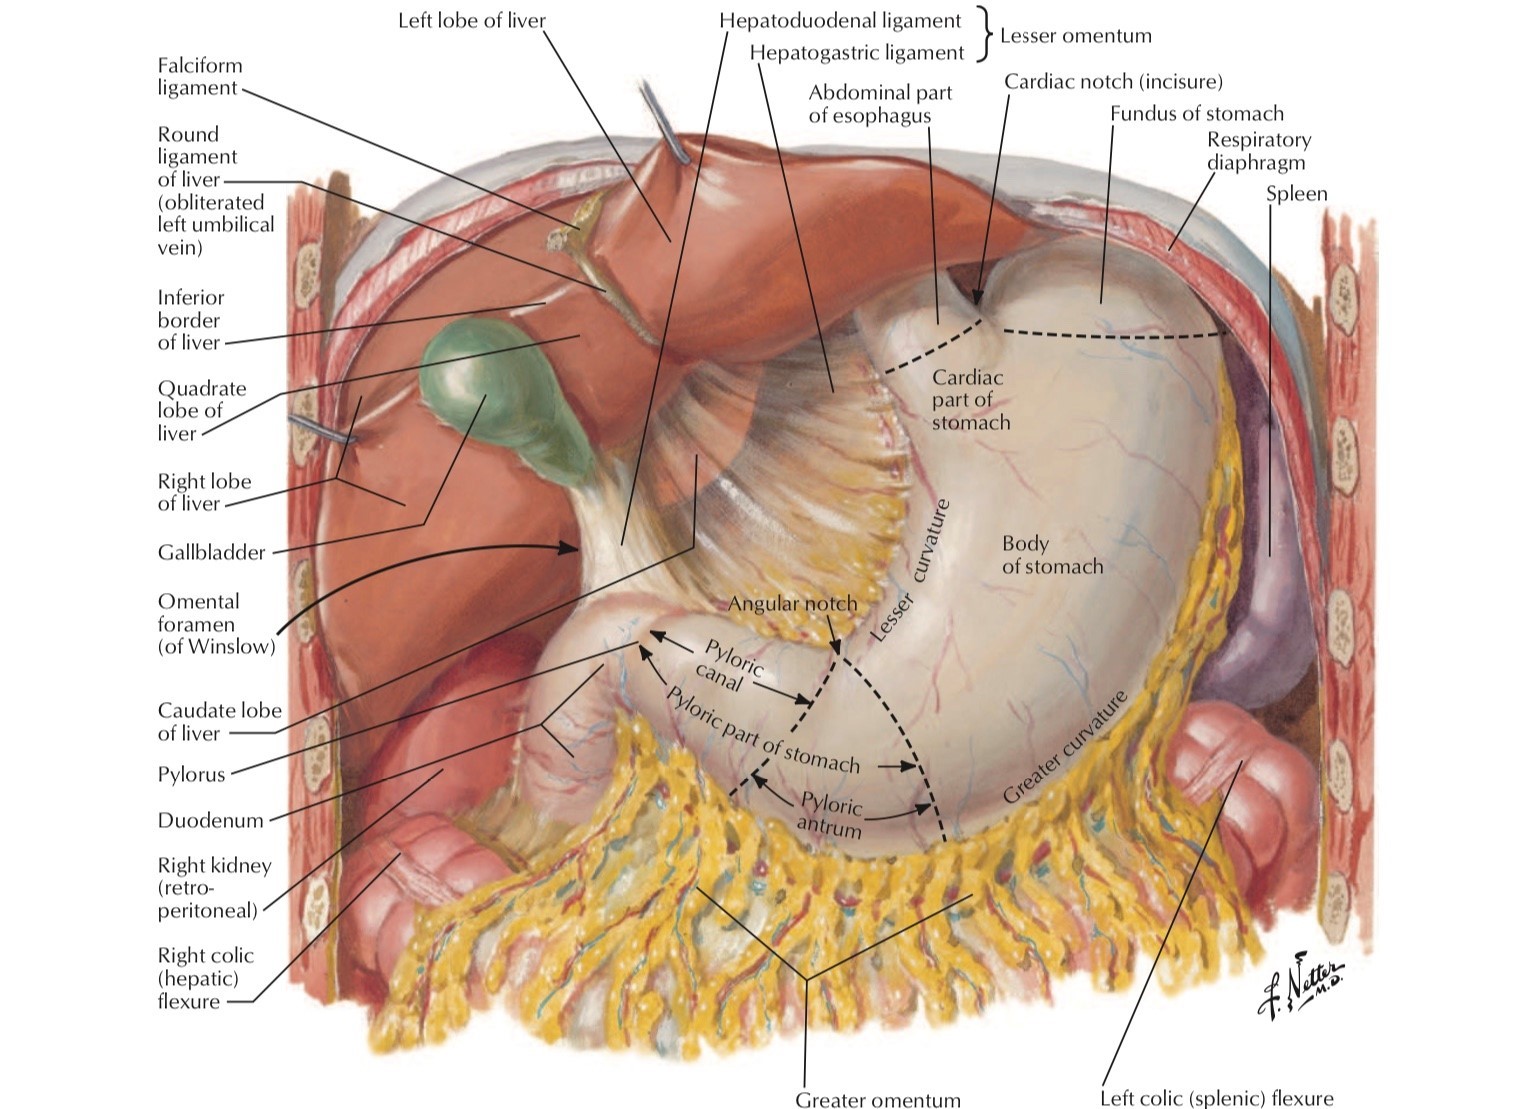 Left lobe of liver
Hepatoduodenal ligament
Hepatogastric ligament
Lesser omentum
Falciform
ligament
Abdominal part
of esophagus
Cardiac notch (incisure)
Fundus of stomach
Respiratory
diaphragm
Spleen
Round
ligament
of liver
(obliterated
left umbilical
vein)
Inferior
border
of liver
Quadrate
lobe of
liver
Right lobe
of liver
Gallbladder
Omental
foramen
(of Winslow)
Caudate lobe
of liver
Pylorus
Duodenum
Right kidney
(retro-
peritoneal)
Right colic
(hepatic)
flexure
Cardiac
part of
stomach
Lesser curvature
Body
of stomach
Angular notch
Pyloric
canal
Pyloric part of stomach
Pyloric
antrum
Greater curvature
Greater omentum
Left colic (splenic) flexure
F. Netter
M.D.